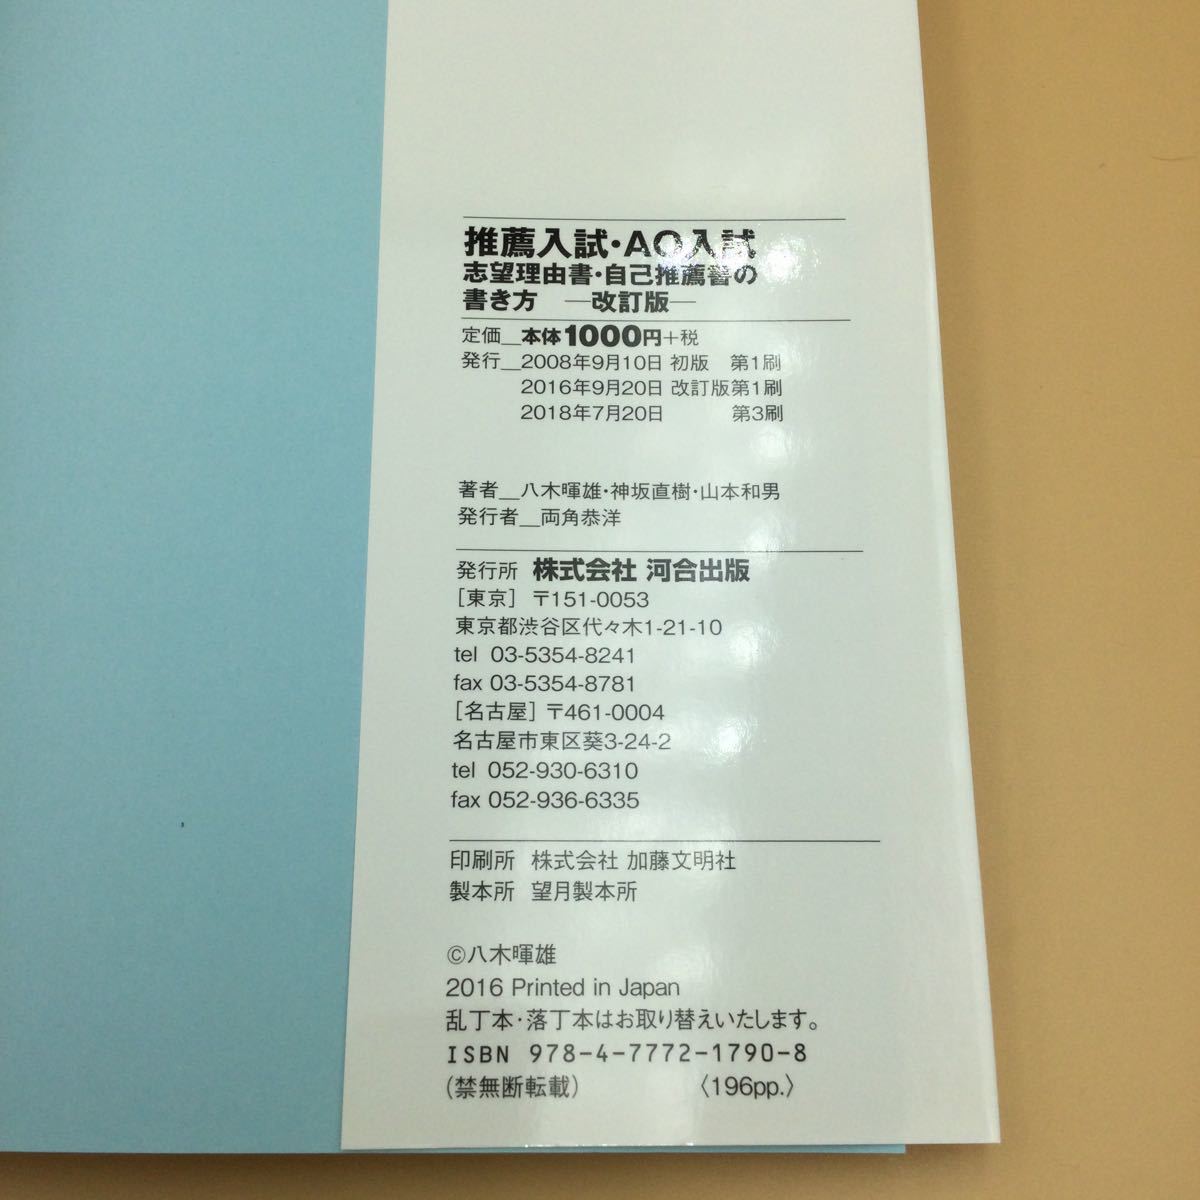 推薦入試・AO入試
志望理由書・自己推薦書の
書き方 —改訂版—
定価__本体1000円+税
発行__2008年9月10日 初版 第1刷
2016年9月20日 改訂版第1刷
2018年7月20日 第3刷
著者__八木暉雄・神坂直樹・山本和男
発行者__両角恭洋
発行所 株式会社 河合出版
[東京] 〒151-0053
東京都渋谷区代々木1-21-10
tel 03-5354-8241
fax 03-5354-8781
[名古屋] 〒461-0004
名古屋市東区葵3-24-2
tel 052-930-6310
fax 052-936-6335
印刷所 株式会社 加藤文明社
製本所 望月製本所
©八木暉雄
2016 Printed in Japan
乱丁本・落丁本はお取り替えいたします。
ISBN 978-4-7772-1790-8
(禁無断転載) 〈196pp.〉